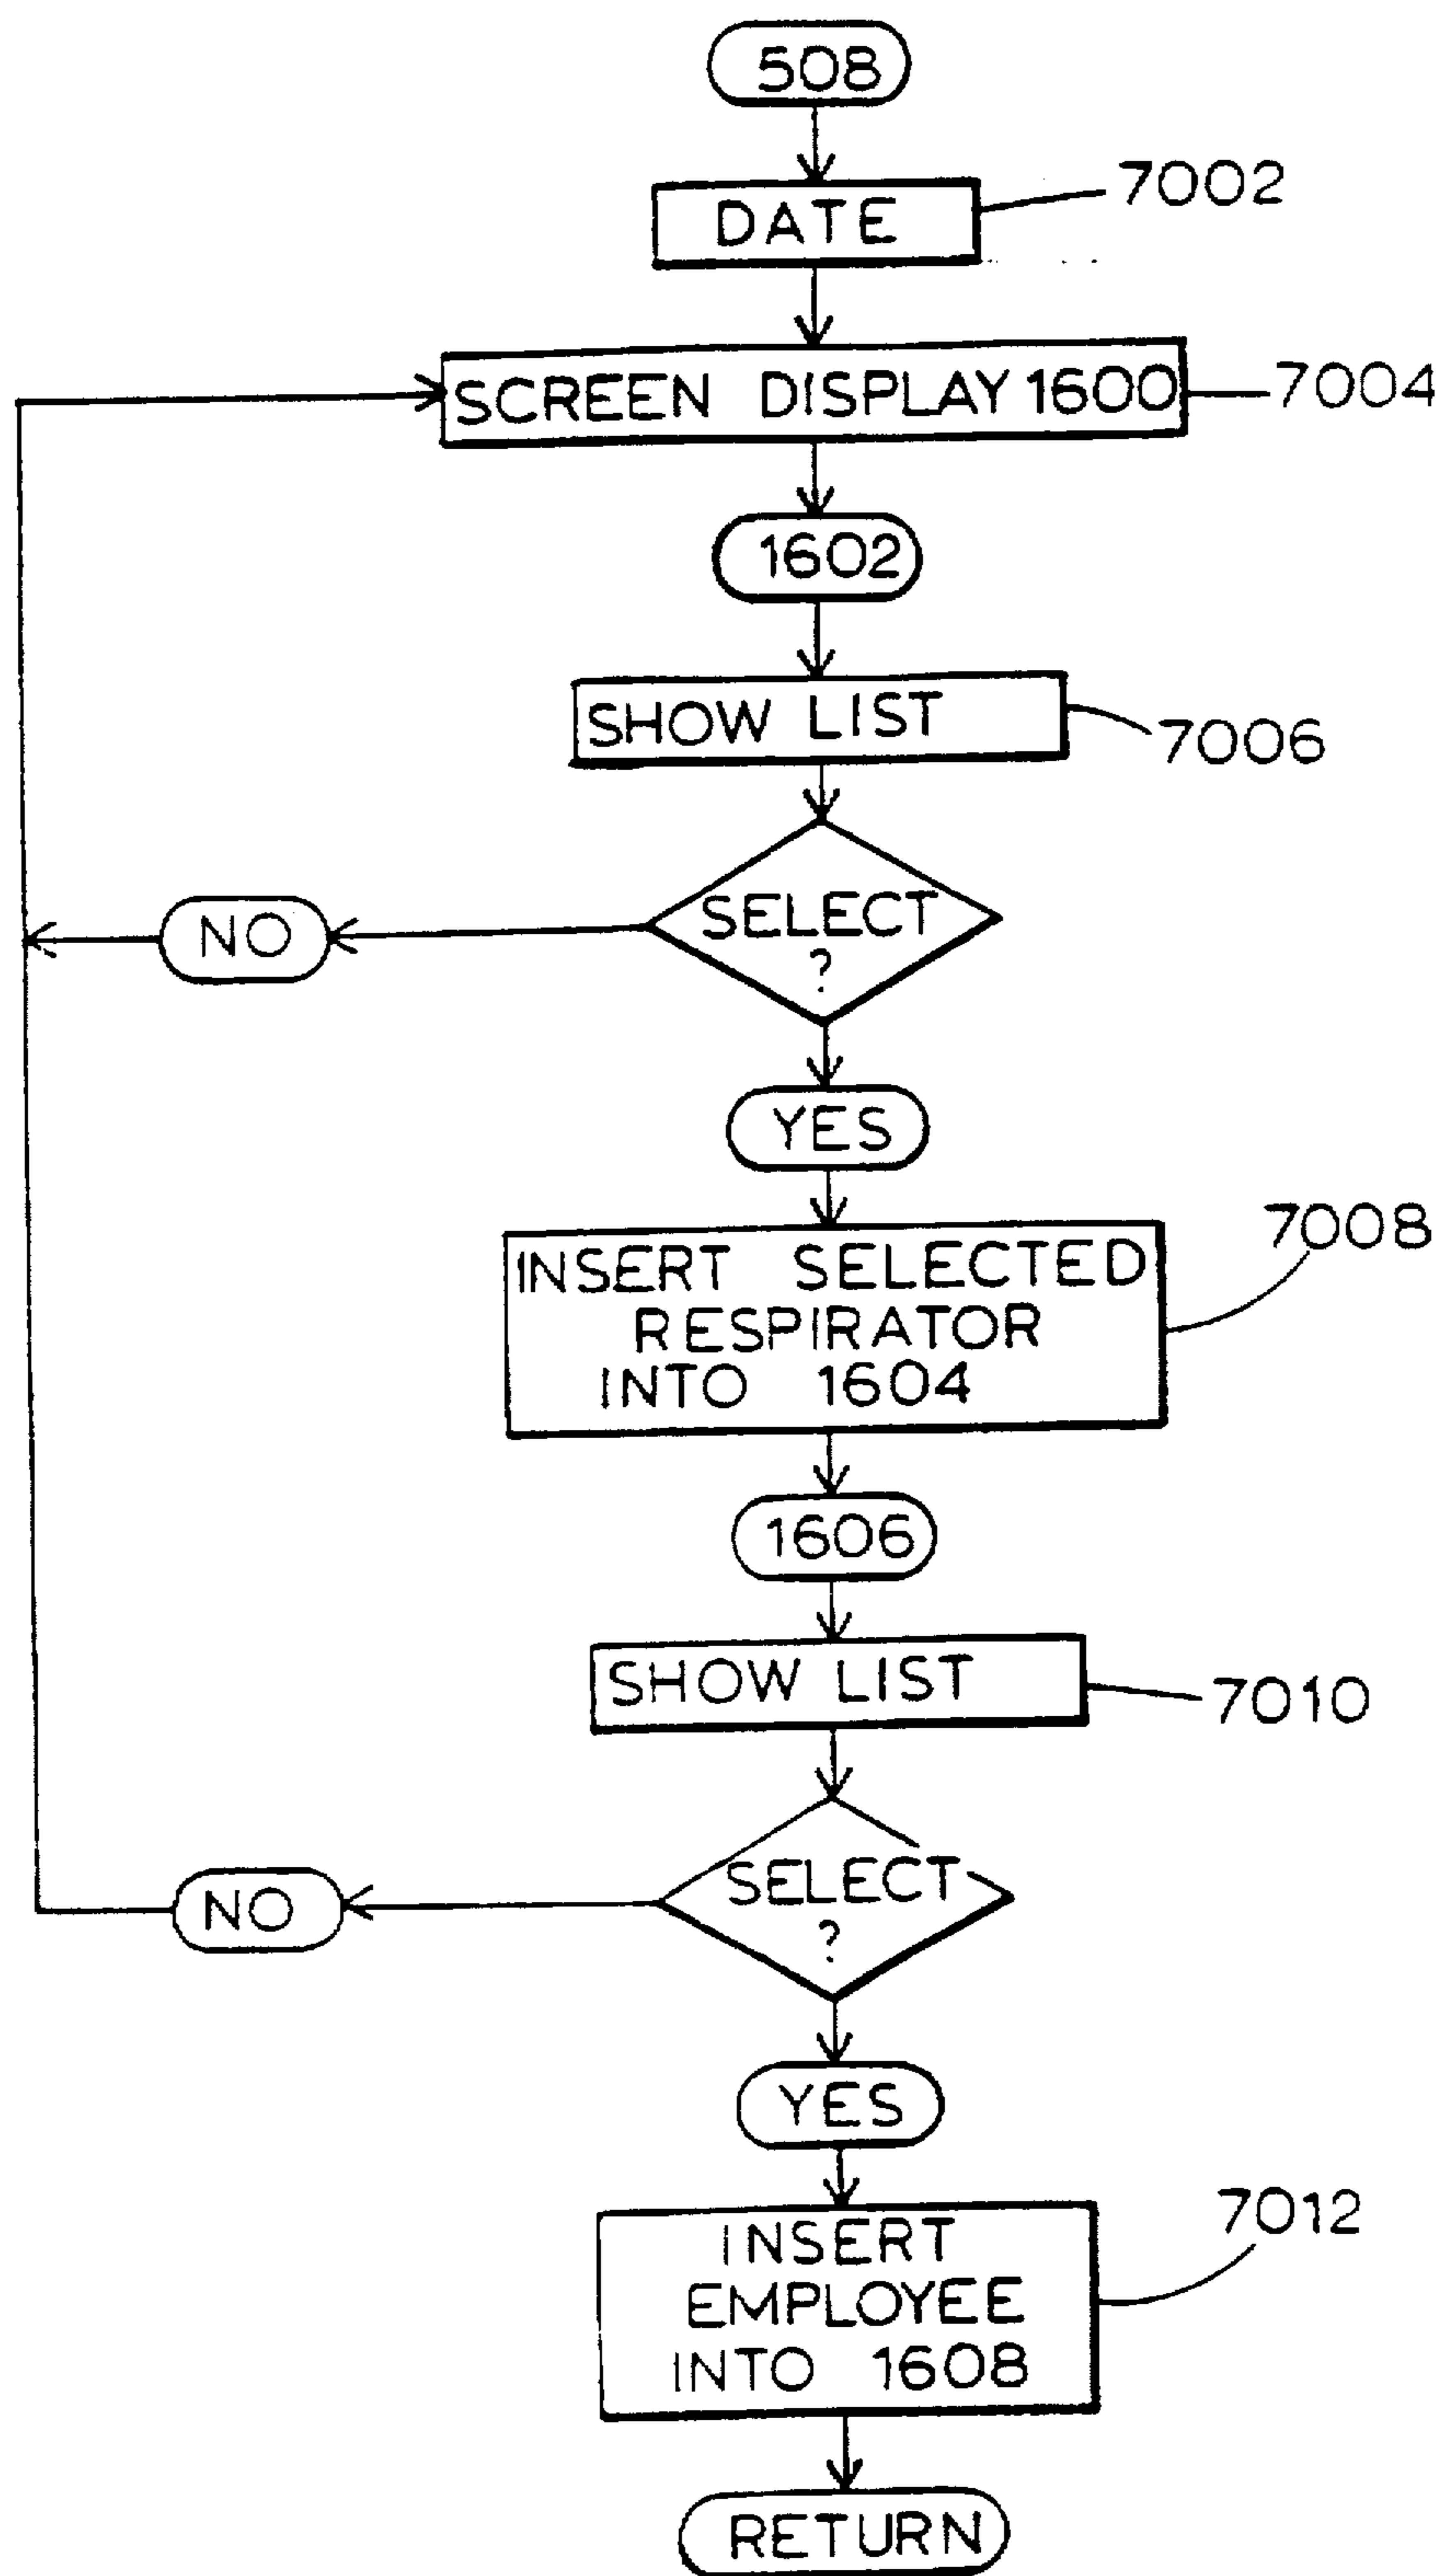 508
DATE
7002
SCREEN DISPLAY 1600
7004
1602
SHOW LIST
7006
SELECT
?
NO
YES
INSERT SELECTED
RESPIRATOR
INTO 1604
7008
1606
SHOW LIST
7010
SELECT
?
NO
YES
INSERT
EMPLOYEE
INTO 1608
7012
RETURN